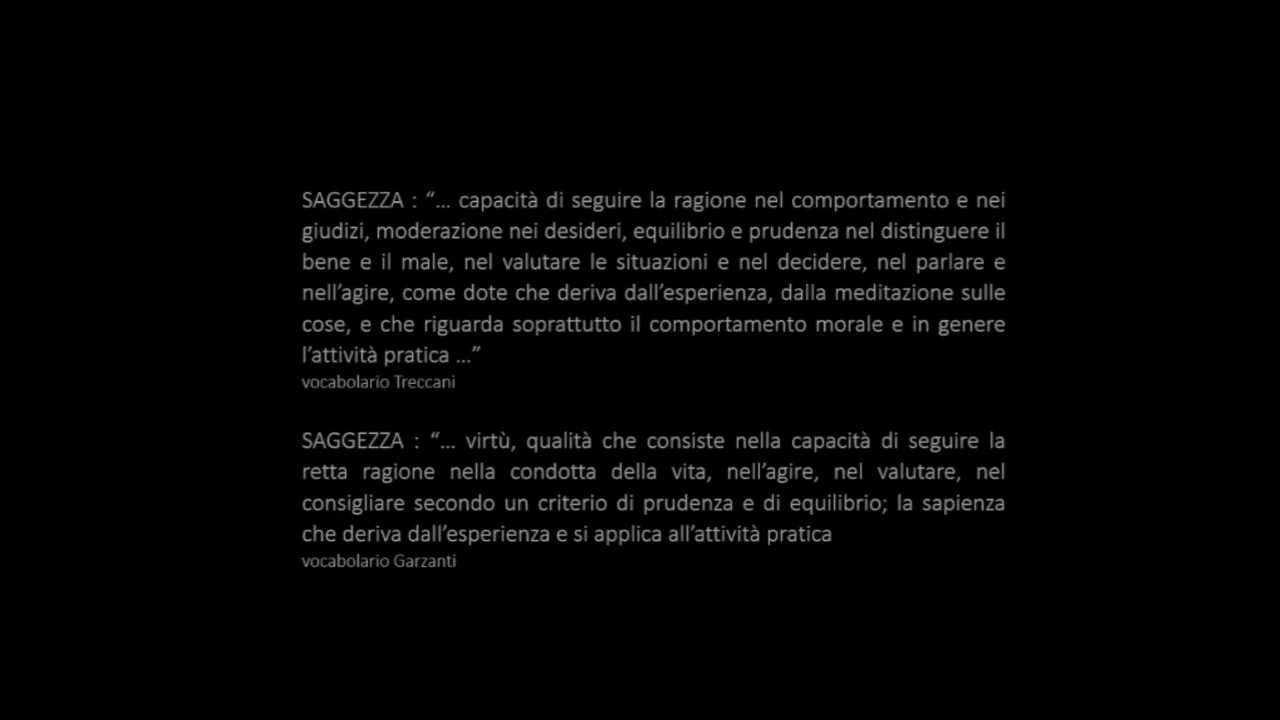 SAGGEZZA : “... capacità di seguire la ragione nel comportamento e nei
giudizi, moderazione nei desideri, equilibrio e prudenza nel distinguere il
bene e il male, nel valutare le situazioni e nel decidere, nel parlare e
nell’agire, come dote che deriva dall’esperienza, dalla meditazione sulle
cose, e che riguarda soprattutto il comportamento morale e in genere
l’attività pratica ...”
vocabolario Treccani
SAGGEZZA : “... virtù, qualità che consiste nella capacità di seguire la
retta ragione nella condotta della vita, nell’agire, nel valutare, nel
consigliare secondo un criterio di prudenza e di equilibrio; la sapienza
che deriva dall’esperienza e si applica all’attività pratica
vocabolario Garzanti